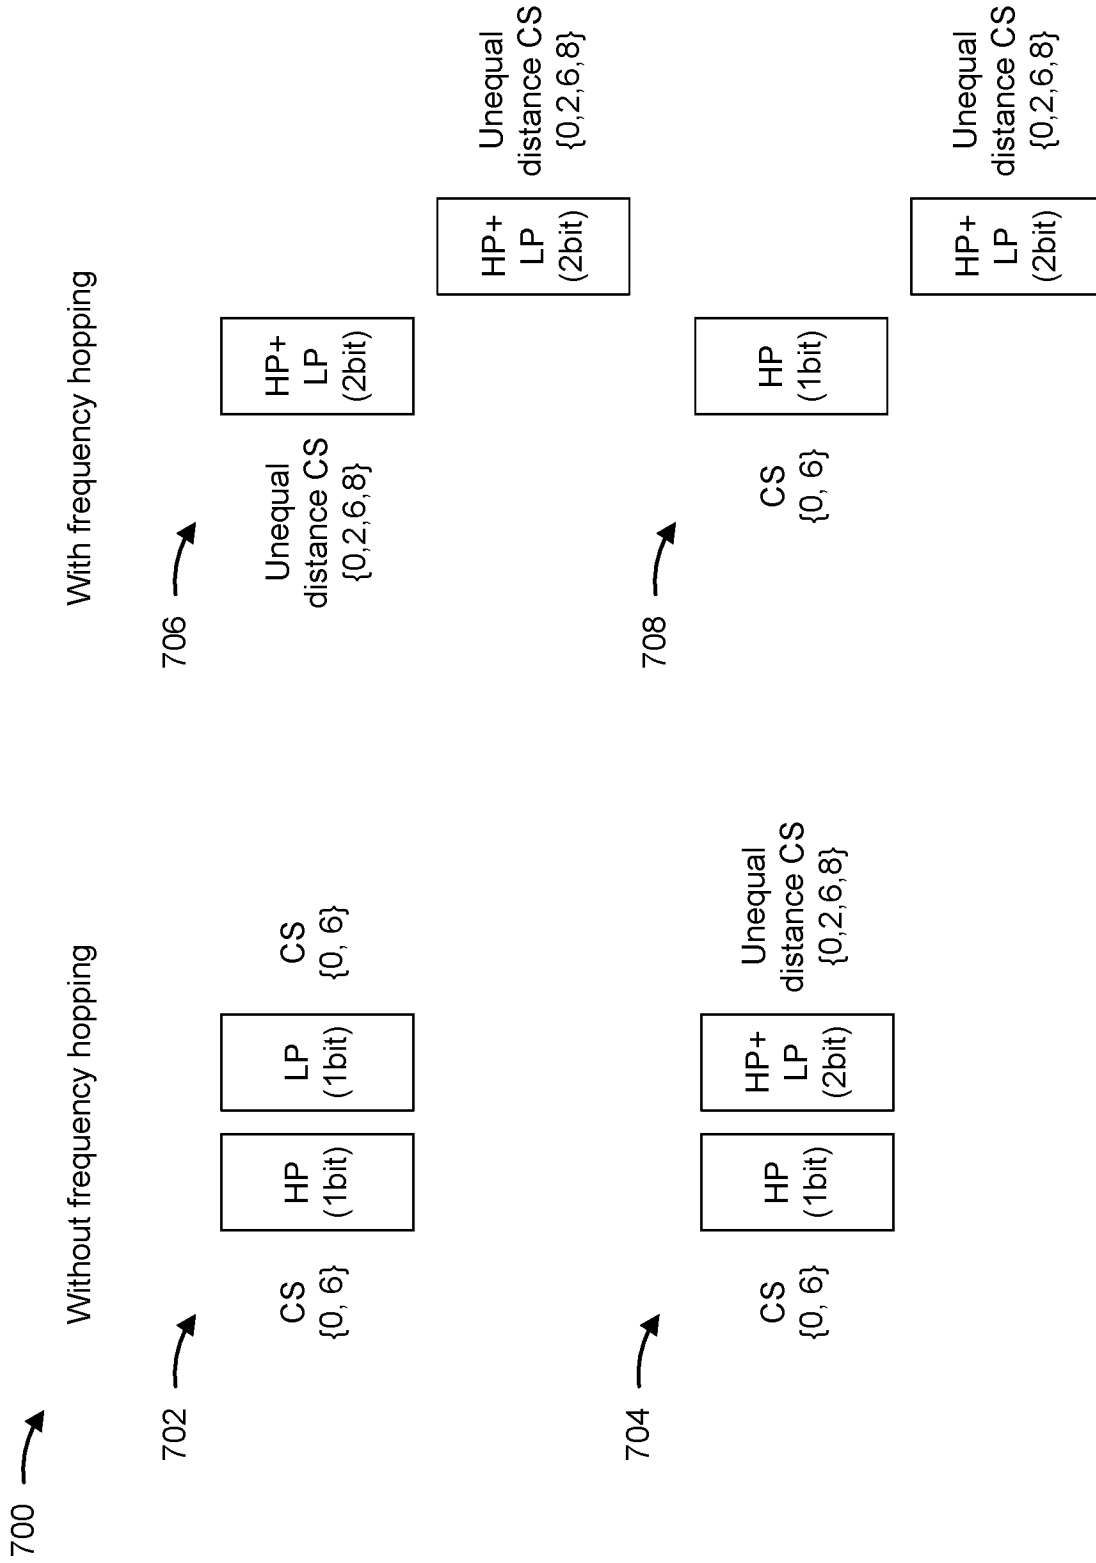 700
Without frequency hopping
702
CS
{0, 6}
HP
(1bit)
LP
(1bit)
CS
{0, 6}
704
CS
{0, 6}
HP
(1bit)
HP+
LP
(2bit)
Unequal
distance CS
{0,2,6,8}
With frequency hopping
706
Unequal
distance CS
{0,2,6,8}
HP+
LP
(2bit)
HP+
LP
(2bit)
Unequal
distance CS
{0,2,6,8}
708
CS
{0, 6}
HP
(1bit)
HP+
LP
(2bit)
Unequal
distance CS
{0,2,6,8}